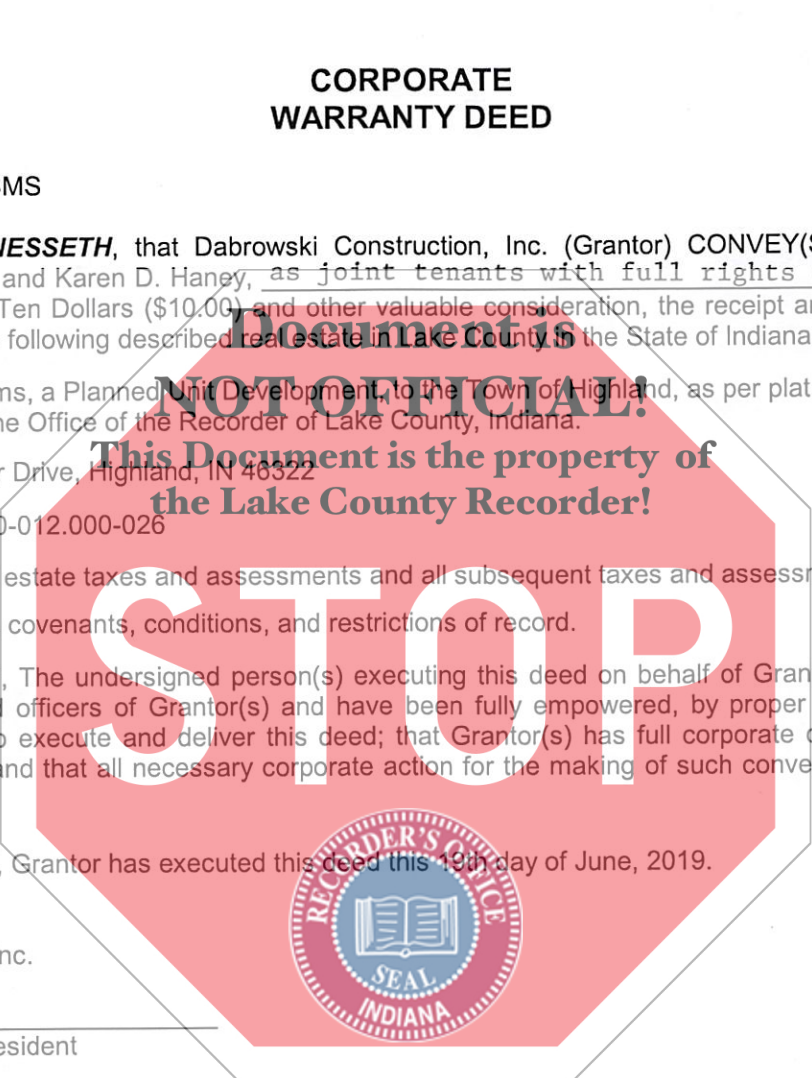 CORPORATE
WARRANTY DEED
MS
NESSETH, that Dabrowski Construction, Inc. (Grantor) CONVEY(S
and Karen D. Haney, as joint tenants with full rights
Ten Dollars ($10.00) and other valuable consideration, the receipt a
following described real estate in Lake County in the State of Indiana
Document is
ms, a Planned Unit Development, to the Town of Highland, as per plat
NOT OFFICIAL!
he Office of the Recorder of Lake County, Indiana.
This Document is the property of
r Drive, Highland, IN 46322
the Lake County Recorder!
0-012.000-026
estate taxes and assessments and all subsequent taxes and assessm
STOP
covenants, conditions, and restrictions of record.
, The undersigned person(s) executing this deed on behalf of Gran
officers of Grantor(s) and have been fully empowered, by proper
o execute and deliver this deed; that Grantor(s) has full corporate c
and that all necessary corporate action for the making of such conve
, Grantor has executed this deed this 19th day of June, 2019.
RECORDER'S OFFICE
SEAL
INDIANA
nc.
esident